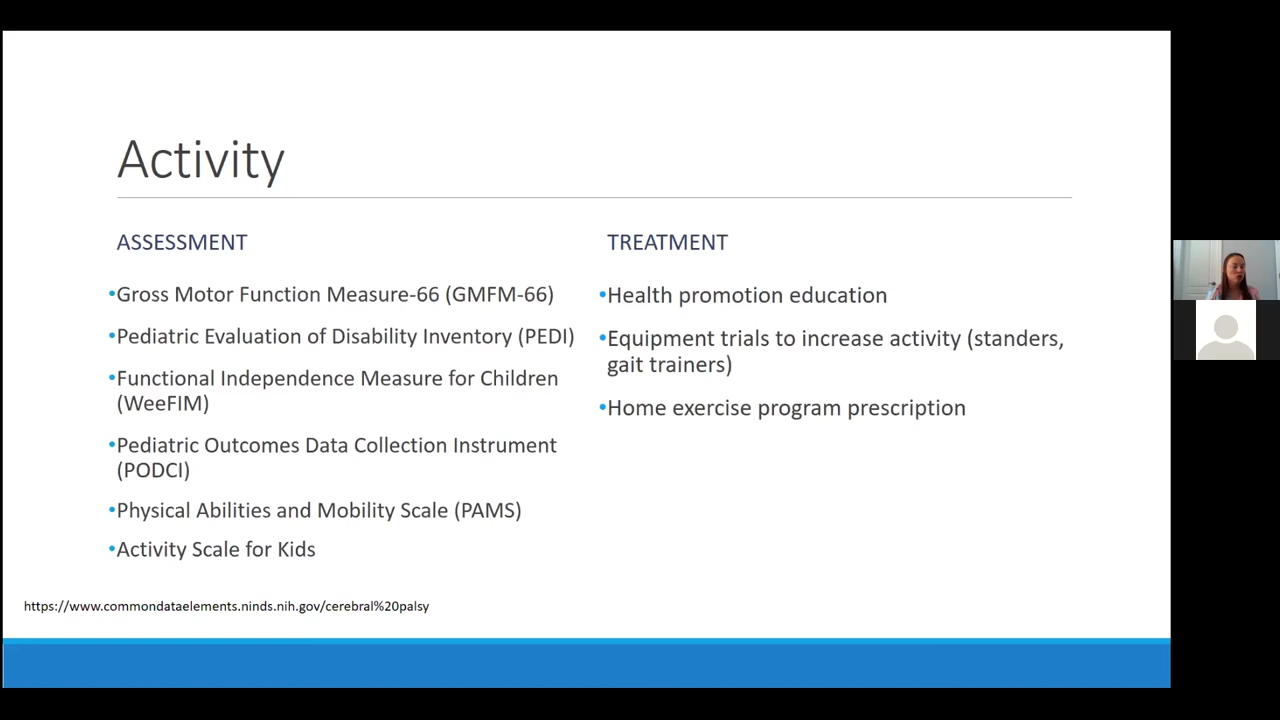 Activity
ASSESSMENT
•Gross Motor Function Measure-66 (GMFM-66)
•Pediatric Evaluation of Disability Inventory (PEDI)
•Functional Independence Measure for Children
(WeeFIM)
•Pediatric Outcomes Data Collection Instrument
(PODCI)
•Physical Abilities and Mobility Scale (PAMS)
•Activity Scale for Kids
TREATMENT
•Health promotion education
•Equipment trials to increase activity (standers,
gait trainers)
•Home exercise program prescription
https://www.commondataelements.ninds.nih.gov/cerebral%20palsy